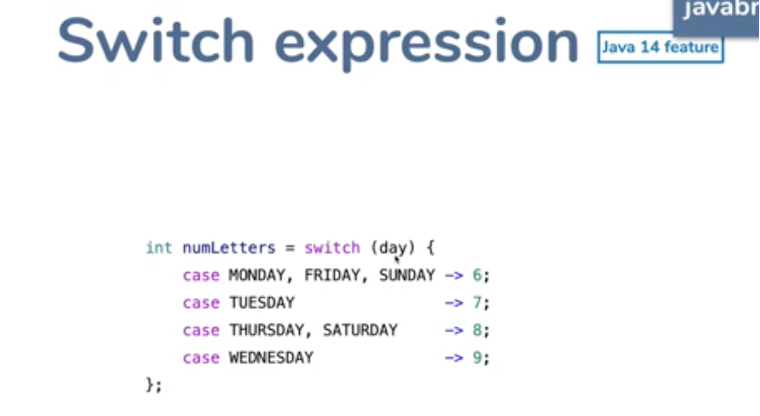 Switch expression
Java 14 feature
int numLetters = switch (day) {
case MONDAY, FRIDAY, SUNDAY -> 6;
case TUESDAY -> 7;
case THURSDAY, SATURDAY -> 8;
case WEDNESDAY -> 9;
};